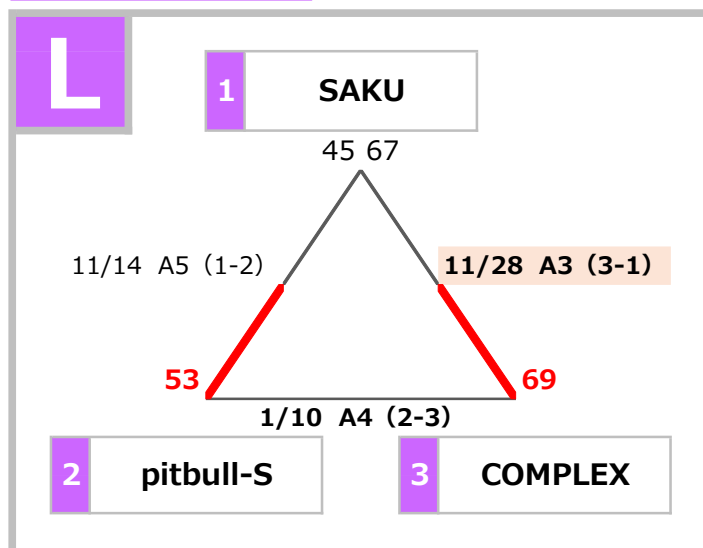 L
1 SAKU
45 67
11/14 A5（1-2）
11/28 A3（3-1）
53
69
1/10 A4（2-3）
2 pitbull-S
3 COMPLEX